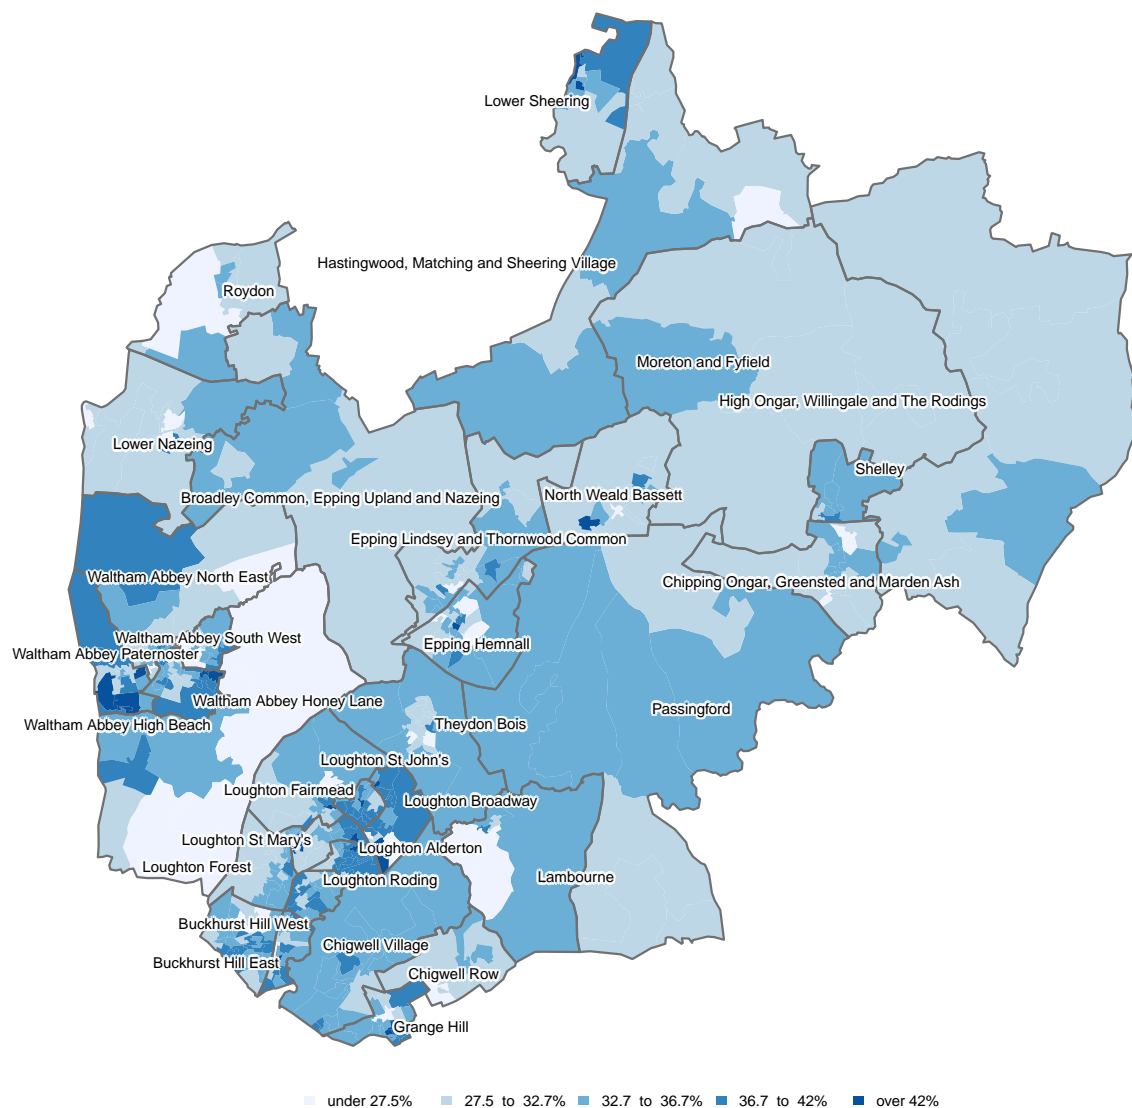 Lower Sheering
Hastingwood, Matching and Sheering Village
Roydon
Moreton and Fyfield
High Ongar, Willingale and The Rodings
Lower Nazeing
Shelley
Broadley Common, Epping Upland and Nazeing
North Weald Bassett
Epping Lindsey and Thornwood Common
Waltham Abbey North East
Chipping Ongar, Greensted and Marden Ash
Waltham Abbey South West
Epping Hemnall
Waltham Abbey Paternoster
Waltham Abbey Honey Lane
Passingford
Waltham Abbey High Beach
Theydon Bois
Loughton St John's
Loughton Fairmead
Loughton Broadway
Loughton St Mary's
Loughton Alderton
Loughton Forest
Loughton Roding
Lambourne
Buckhurst Hill West
Chigwell Village
Buckhurst Hill East
Chigwell Row
Grange Hill
under 27.5% 27.5 to 32.7% 32.7 to 36.7% 36.7 to 42% over 42%